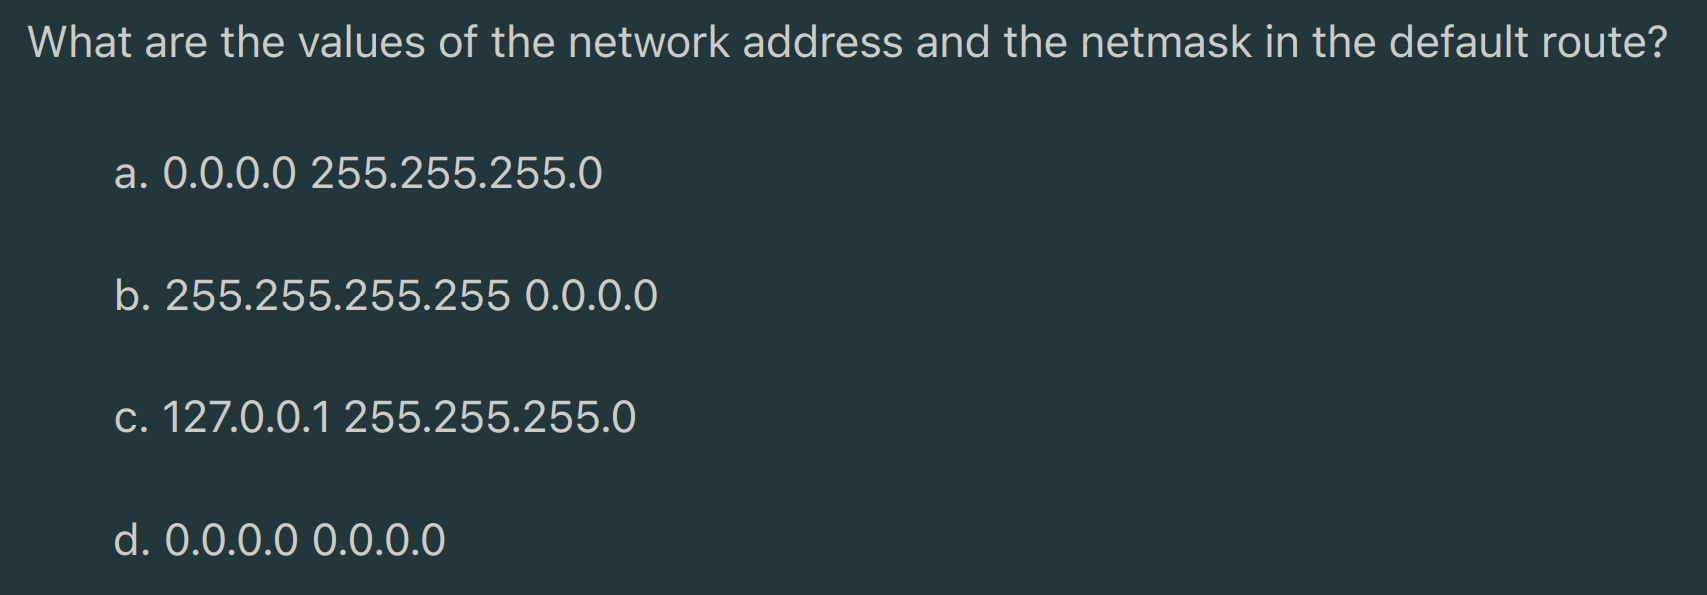 What are the values of the network address and the netmask in the default route?
a. 0.0.0.0 255.255.255.0
b. 255.255.255.255 0.0.0.0
c. 127.0.0.1 255.255.255.0
d. 0.0.0.0 0.0.0.0